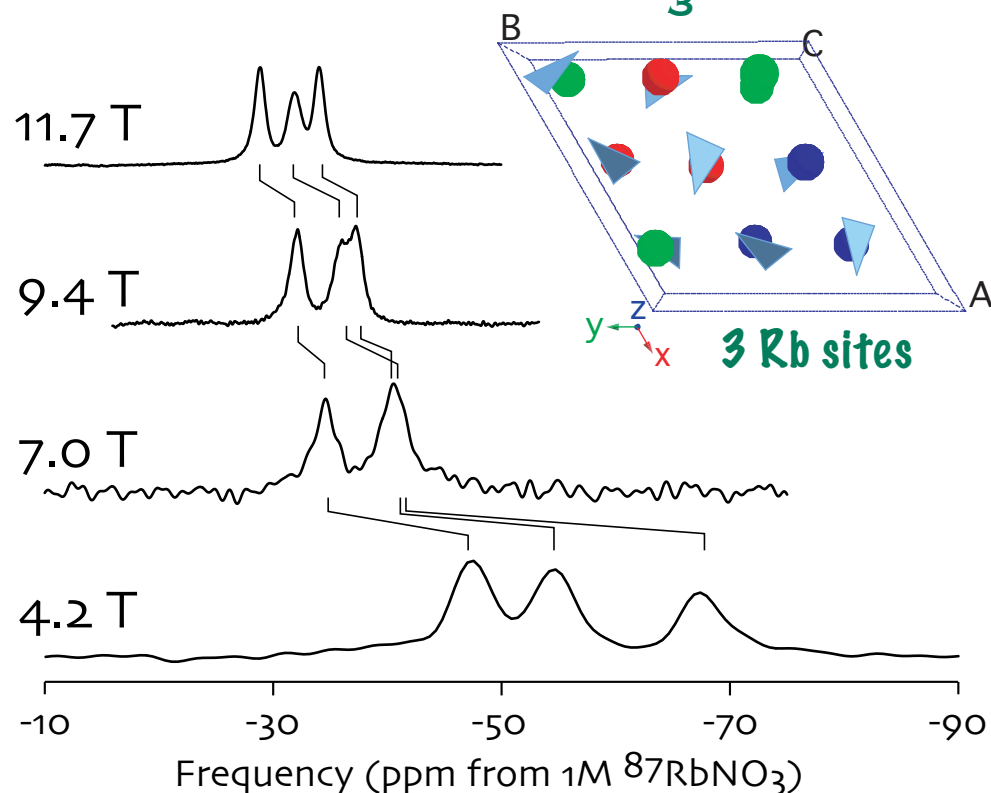 3
B
C
11.7 T
9.4 T
A
z
y
x
3 Rb sites
7.0 T
4.2 T
-10 -30 -50 -70 -90
Frequency (ppm from 1M ⁸⁷RbNO₃)